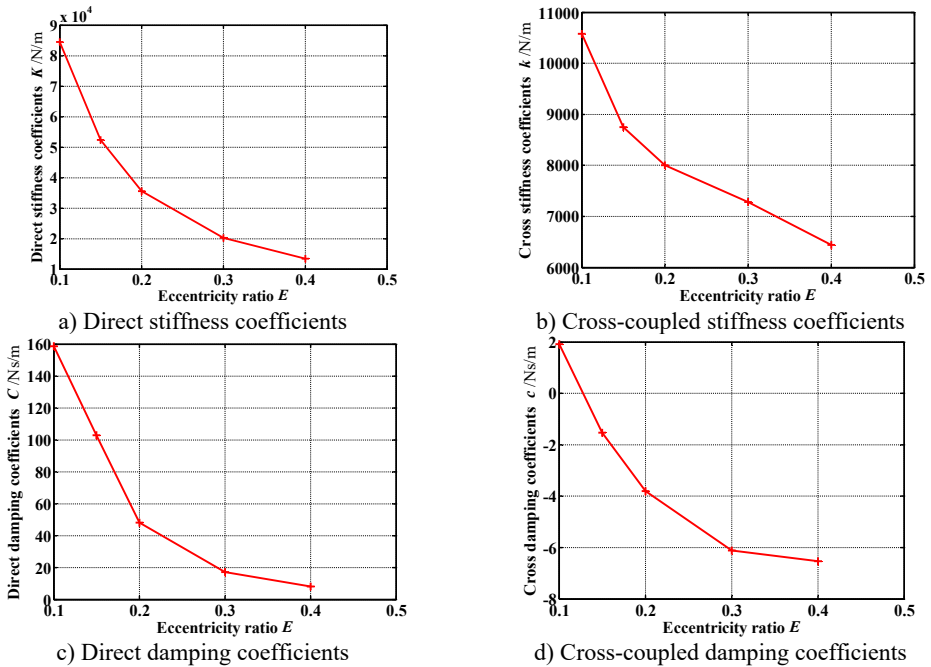 9 x 10⁴
8
7
6
5
4
3
2
1
0.1 0.2 0.3 0.4 0.5
Direct stiffness coefficients K /N/m
Eccentricity ratio E
a) Direct stiffness coefficients
11000
10000
9000
8000
7000
6000
0.1 0.2 0.3 0.4 0.5
Cross stiffness coefficients k /N/m
Eccentricity ratio E
b) Cross-coupled stiffness coefficients
160
140
120
100
80
60
40
20
0
0.1 0.2 0.3 0.4 0.5
Direct damping coefficients C /Ns/m
Eccentricity ratio E
c) Direct damping coefficients
2
0
-2
-4
-6
-8
0.1 0.2 0.3 0.4 0.5
Cross damping coefficients c /Ns/m
Eccentricity ratio E
d) Cross-coupled damping coefficients